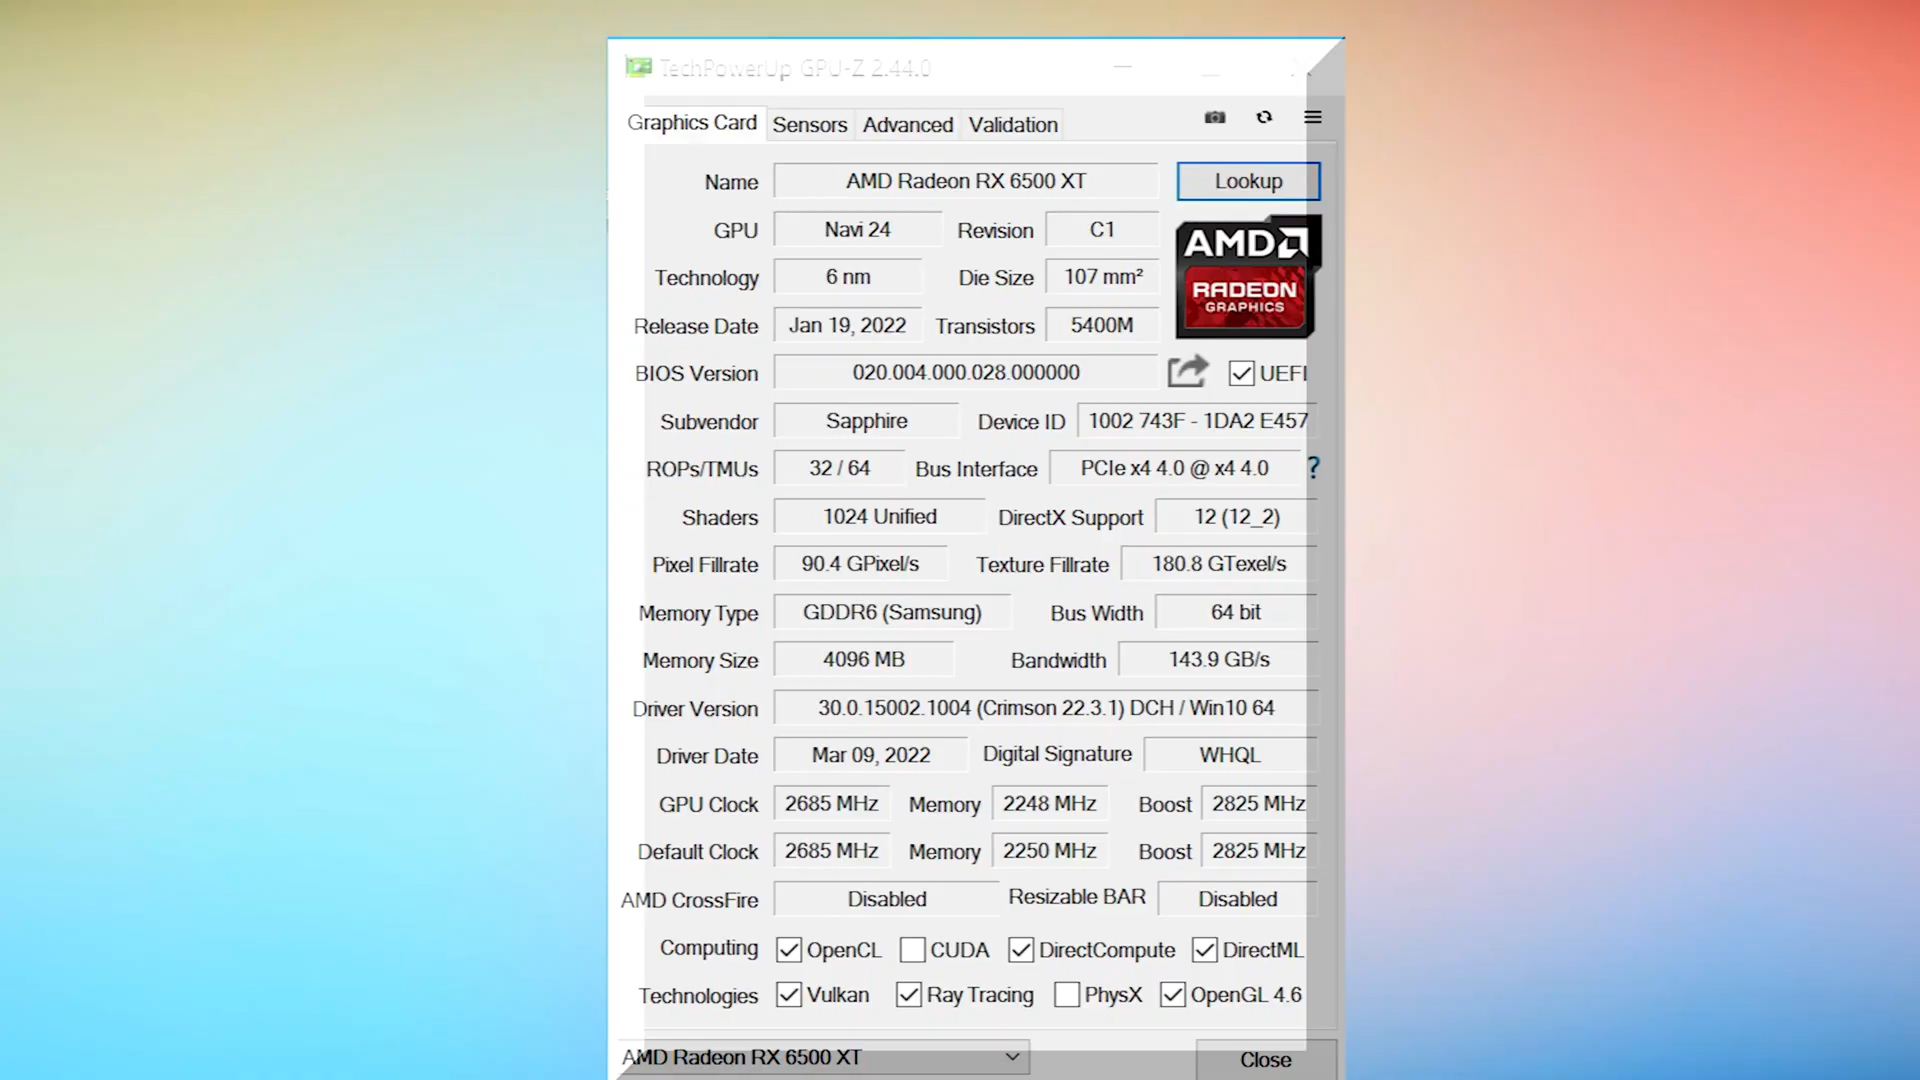 TechPowerUp GPU-Z 2.44.0
Graphics Card Sensors Advanced Validation
Name AMD Radeon RX 6500 XT Lookup
GPU Navi 24 Revision C1
AMD
RADEON
GRAPHICS
Technology 6 nm Die Size 107 mm²
Release Date Jan 19, 2022 Transistors 5400M
BIOS Version 020.004.000.028.000000 UEFI
Subvendor Sapphire Device ID 1002 743F - 1DA2 E457
ROPs/TMUs 32 / 64 Bus Interface PCIe x4 4.0 @ x4 4.0 ?
Shaders 1024 Unified DirectX Support 12 (12_2)
Pixel Fillrate 90.4 GPixel/s Texture Fillrate 180.8 GTexel/s
Memory Type GDDR6 (Samsung) Bus Width 64 bit
Memory Size 4096 MB Bandwidth 143.9 GB/s
Driver Version 30.0.15002.1004 (Crimson 22.3.1) DCH / Win10 64
Driver Date Mar 09, 2022 Digital Signature WHQL
GPU Clock 2685 MHz Memory 2248 MHz Boost 2825 MHz
Default Clock 2685 MHz Memory 2250 MHz Boost 2825 MHz
AMD CrossFire Disabled Resizable BAR Disabled
Computing OpenCL CUDA DirectCompute DirectML
Technologies Vulkan Ray Tracing PhysX OpenGL 4.6
AMD Radeon RX 6500 XT Close